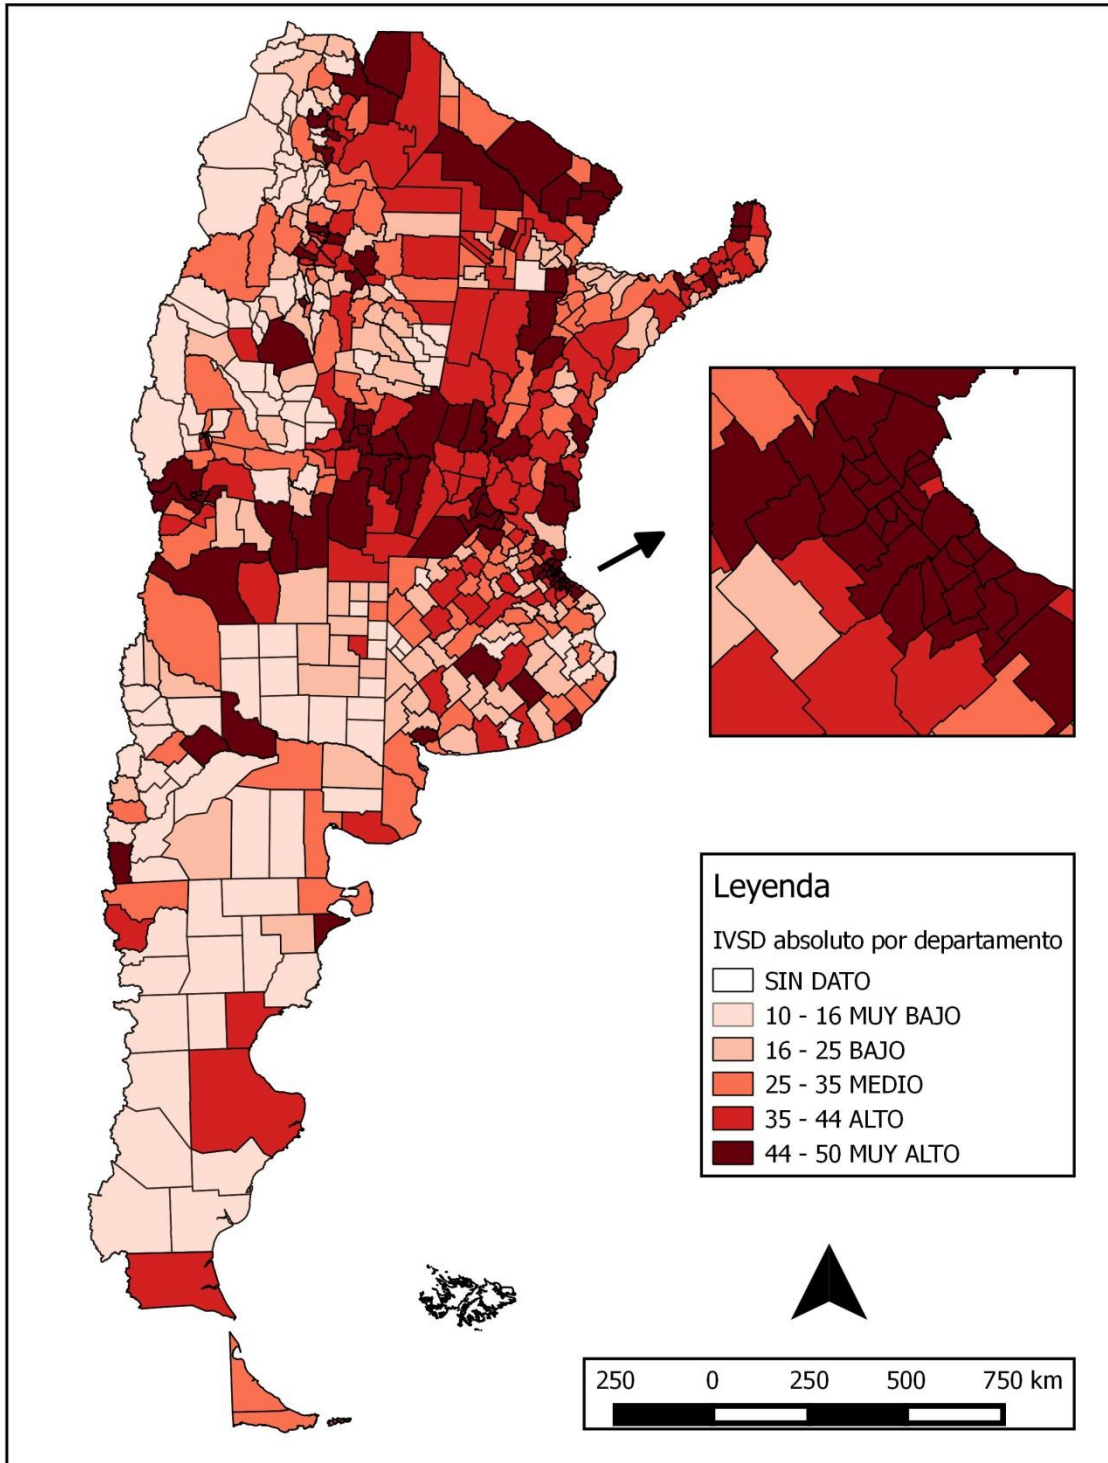 Leyenda
IVSD absoluto por departamento
SIN DATO
10 - 16 MUY BAJO
16 - 25 BAJO
25 - 35 MEDIO
35 - 44 ALTO
44 - 50 MUY ALTO
250 0 250 500 750 km